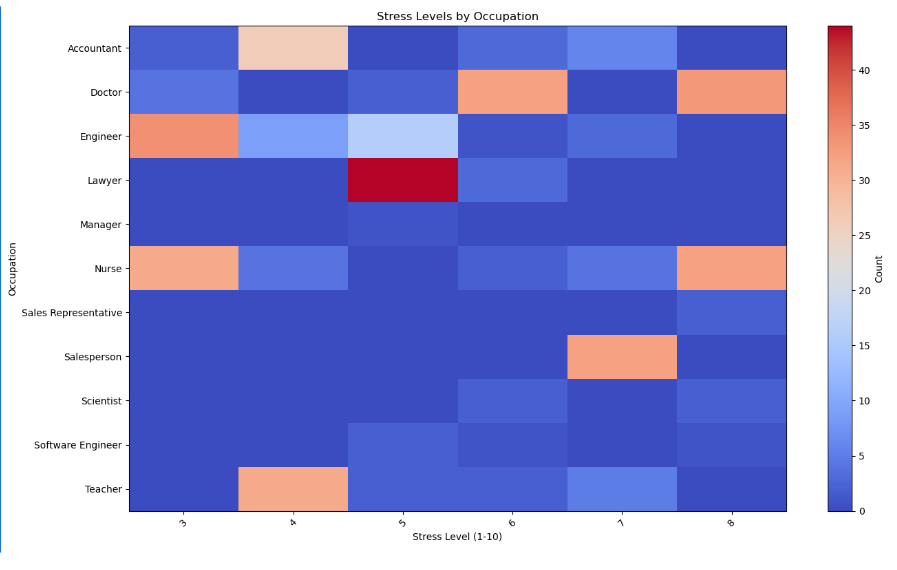 Stress Levels by Occupation
Accountant
Doctor
Engineer
Lawyer
Manager
Nurse
Sales Representative
Salesperson
Scientist
Software Engineer
Teacher
Occupation
3 4 5 6 7 8
Stress Level (1-10)
40
35
30
25
20
15
10
5
0
Count